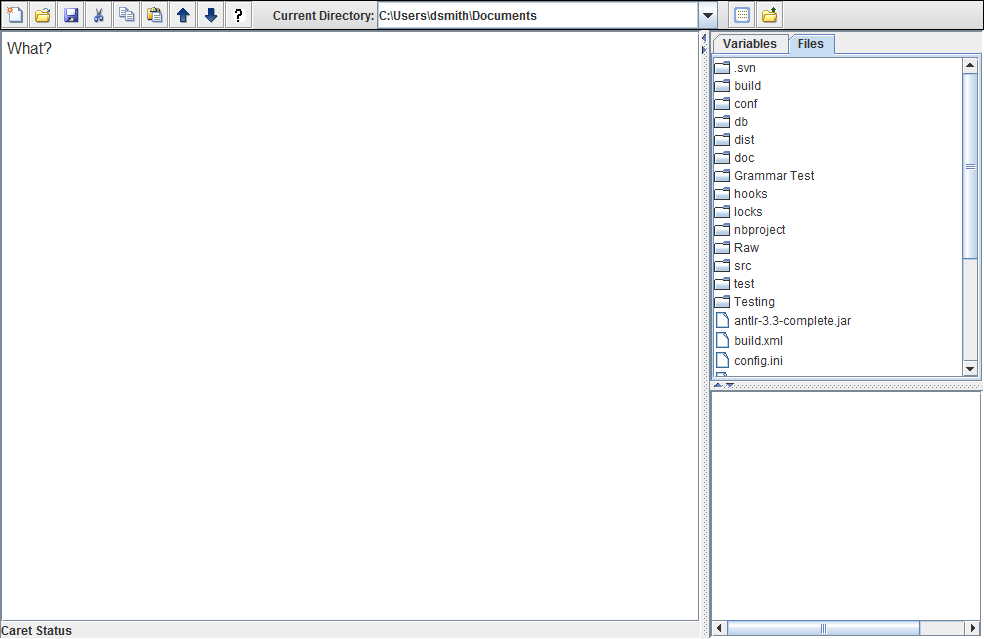 ? Current Directory: C:\Users\dsmith\Documents
What?
Variables Files
.svn
build
conf
db
dist
doc
Grammar Test
hooks
locks
nbproject
Raw
src
test
Testing
antlr-3.3-complete.jar
build.xml
config.ini
Caret Status